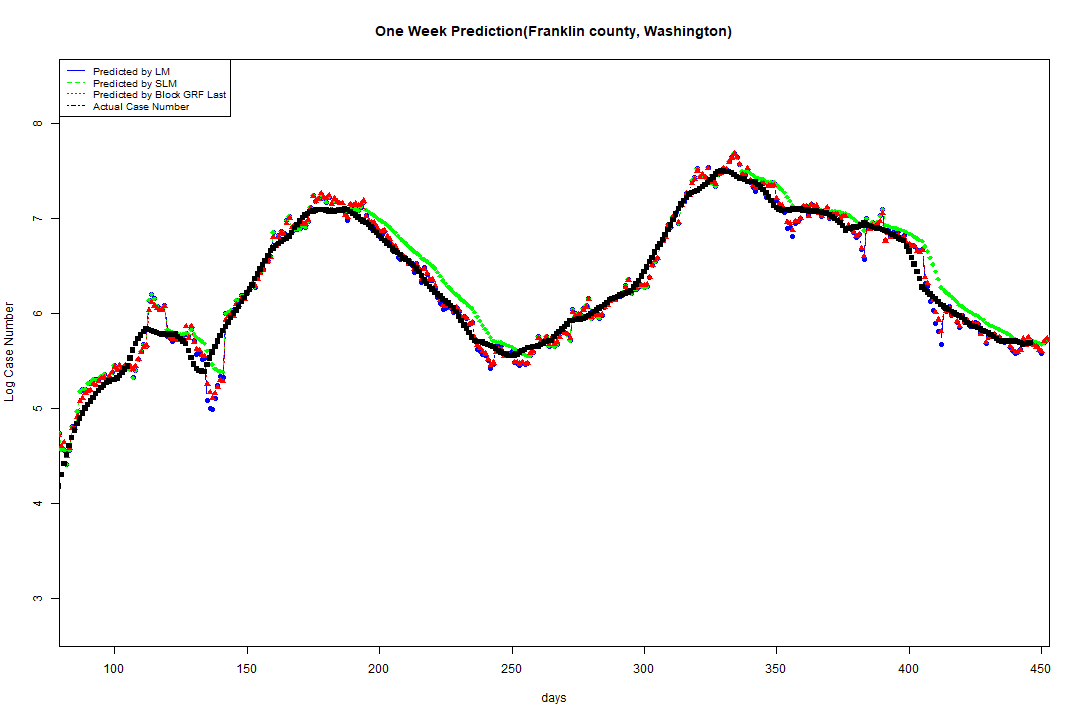 One Week Prediction(Franklin county, Washington)
Predicted by LM
Predicted by SLM
Predicted by Block GRF Last
Actual Case Number
8
7
6
5
4
3
Log Case Number
100 150 200 250 300 350 400 450
days